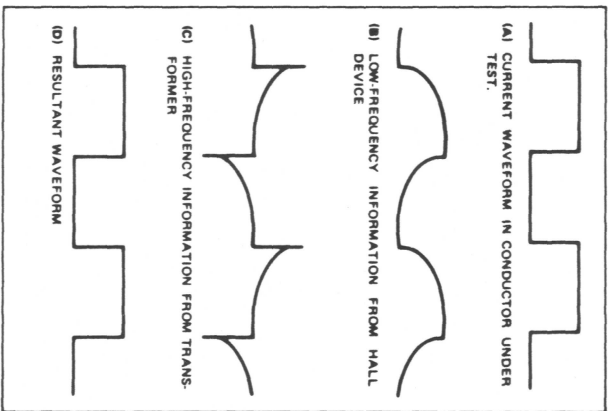 (A) CURRENT WAVEFORM IN CONDUCTOR UNDER
TEST.
(B) LOW-FREQUENCY INFORMATION FROM HALL
DEVICE
(C) HIGH-FREQUENCY INFORMATION FROM TRANS-
FORMER
(D) RESULTANT WAVEFORM